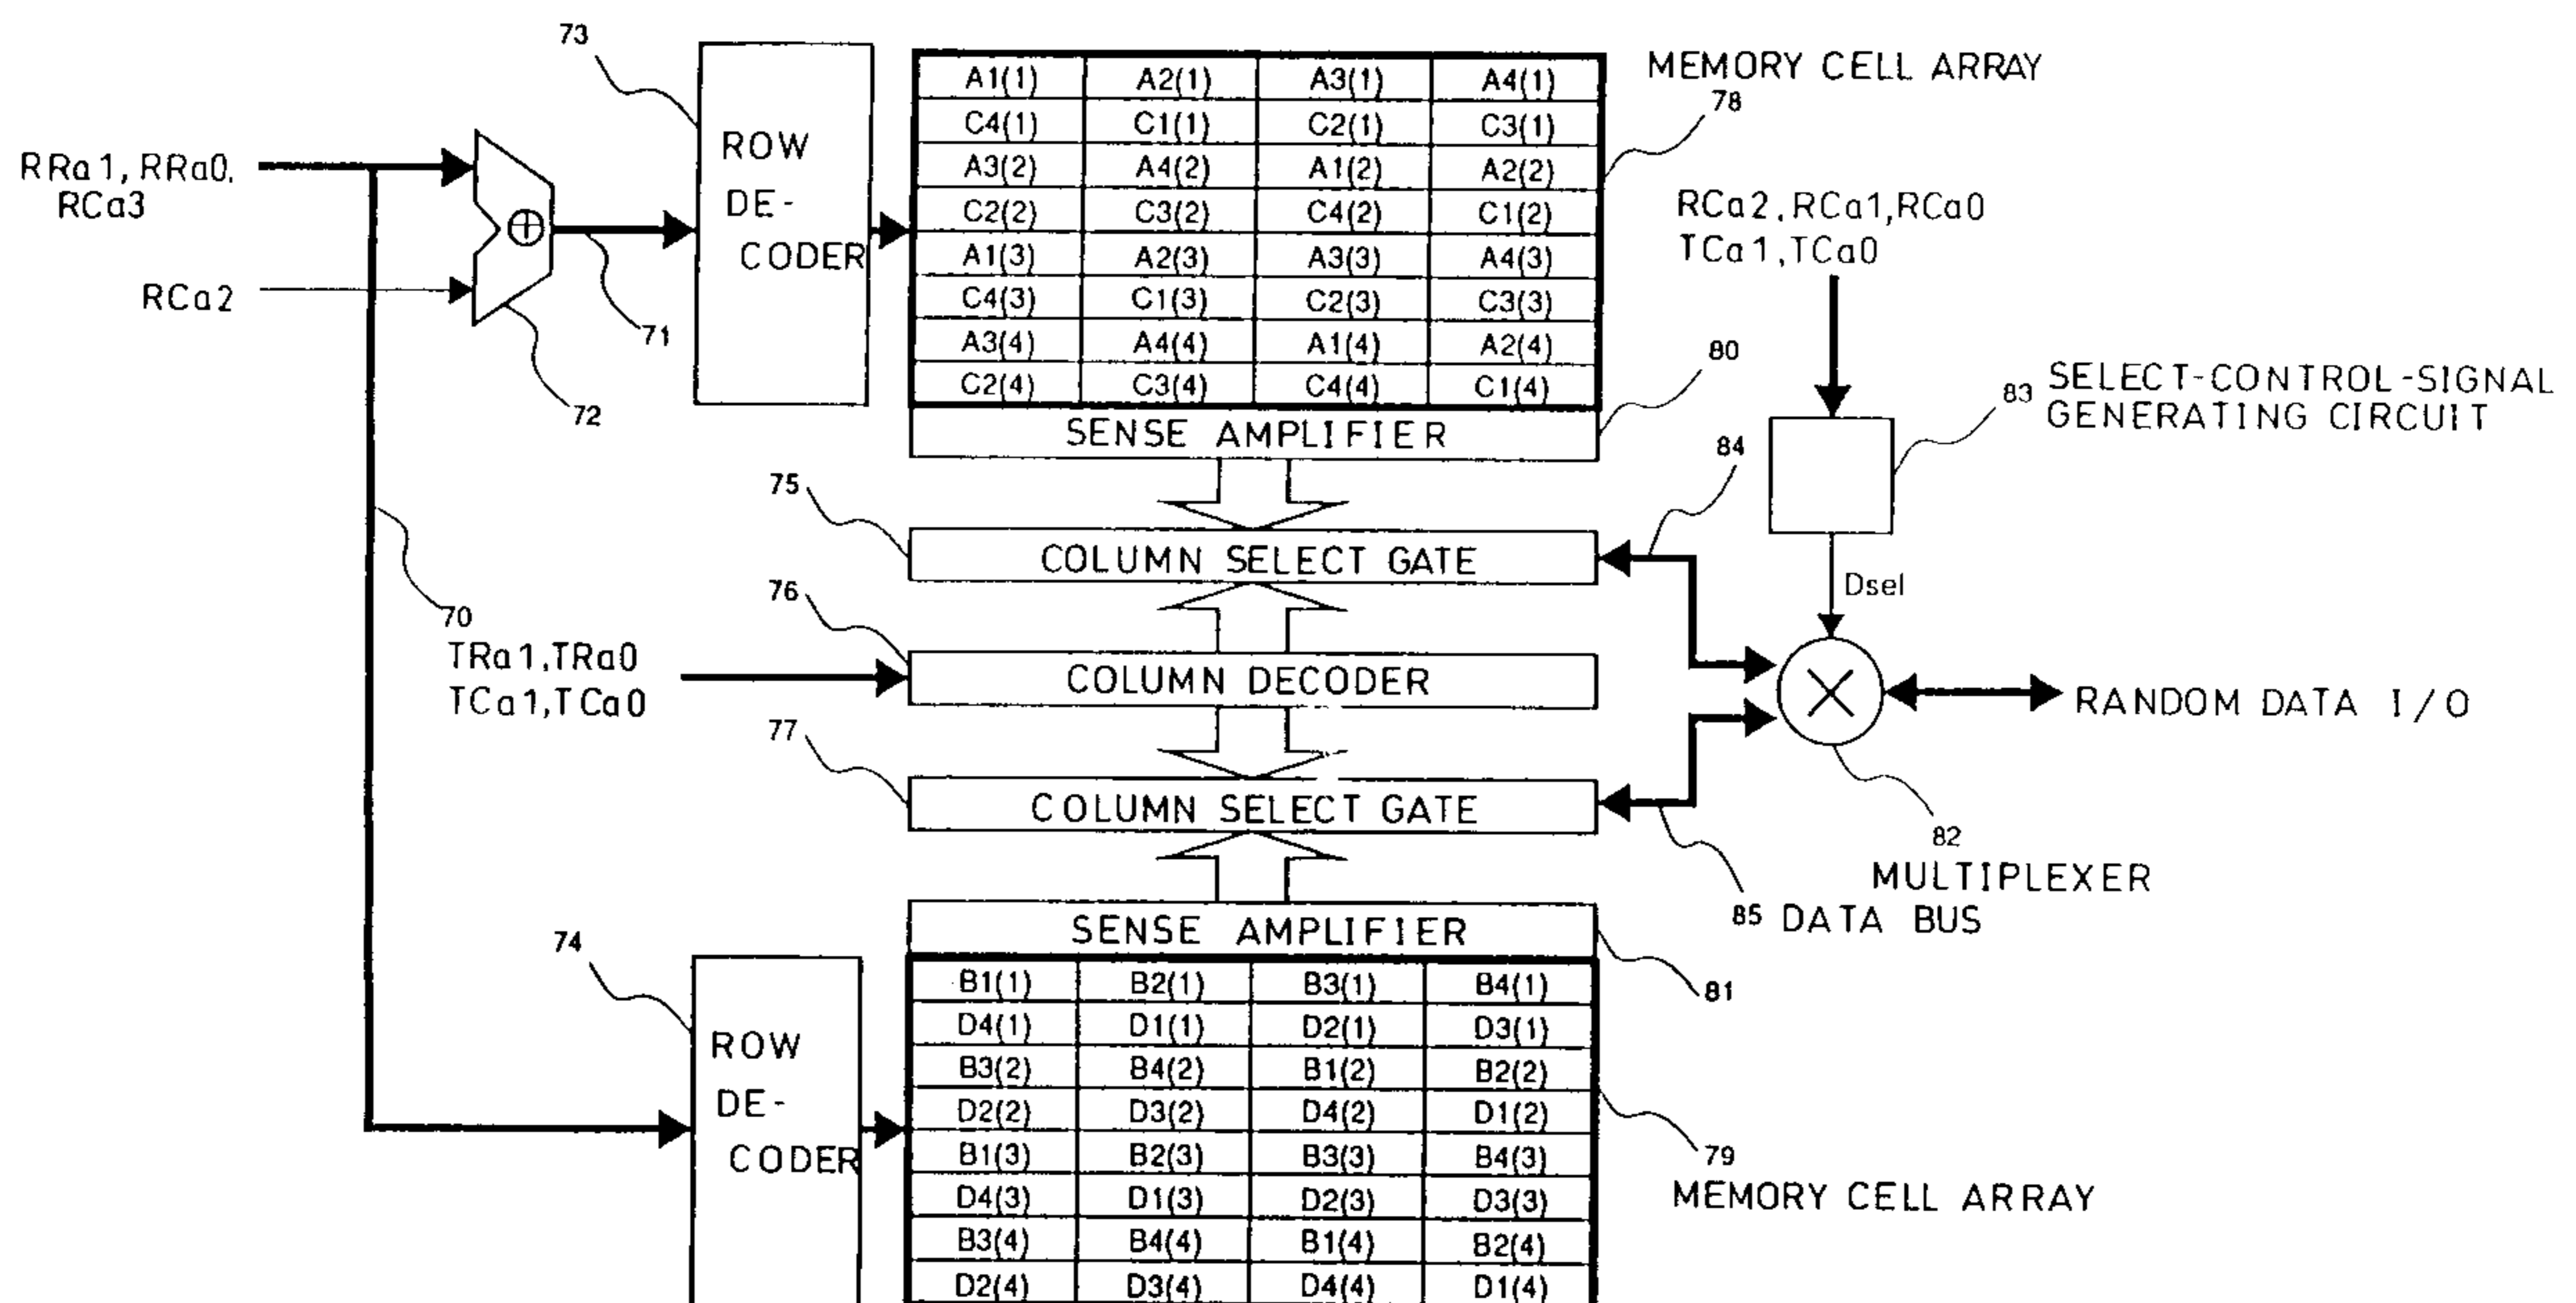 73
ROW
DE-
CODER
A1(1) A2(1) A3(1) A4(1)
C4(1) C1(1) C2(1) C3(1)
A3(2) A4(2) A1(2) A2(2)
C2(2) C3(2) C4(2) C1(2)
A1(3) A2(3) A3(3) A4(3)
C4(3) C1(3) C2(3) C3(3)
A3(4) A4(4) A1(4) A2(4)
C2(4) C3(4) C4(4) C1(4)
MEMORY CELL ARRAY
78
RRa1, RRa0,
RCa3
RCa2
⊕
71
72
RCa2, RCa1, RCa0
TCa1, TCa0
80
SENSE AMPLIFIER
83 SELECT-CONTROL-SIGNAL
GENERATING CIRCUIT
75
84
COLUMN SELECT GATE
Dsel
70
76
TRa1, TRa0
TCa1, TCa0
COLUMN DECODER
RANDOM DATA I/O
77
COLUMN SELECT GATE
82
MULTIPLEXER
85 DATA BUS
74
SENSE AMPLIFIER
81
ROW
DE-
CODER
B1(1) B2(1) B3(1) B4(1)
D4(1) D1(1) D2(1) D3(1)
B3(2) B4(2) B1(2) B2(2)
D2(2) D3(2) D4(2) D1(2)
B1(3) B2(3) B3(3) B4(3)
D4(3) D1(3) D2(3) D3(3)
B3(4) B4(4) B1(4) B2(4)
D2(4) D3(4) D4(4) D1(4)
79
MEMORY CELL ARRAY